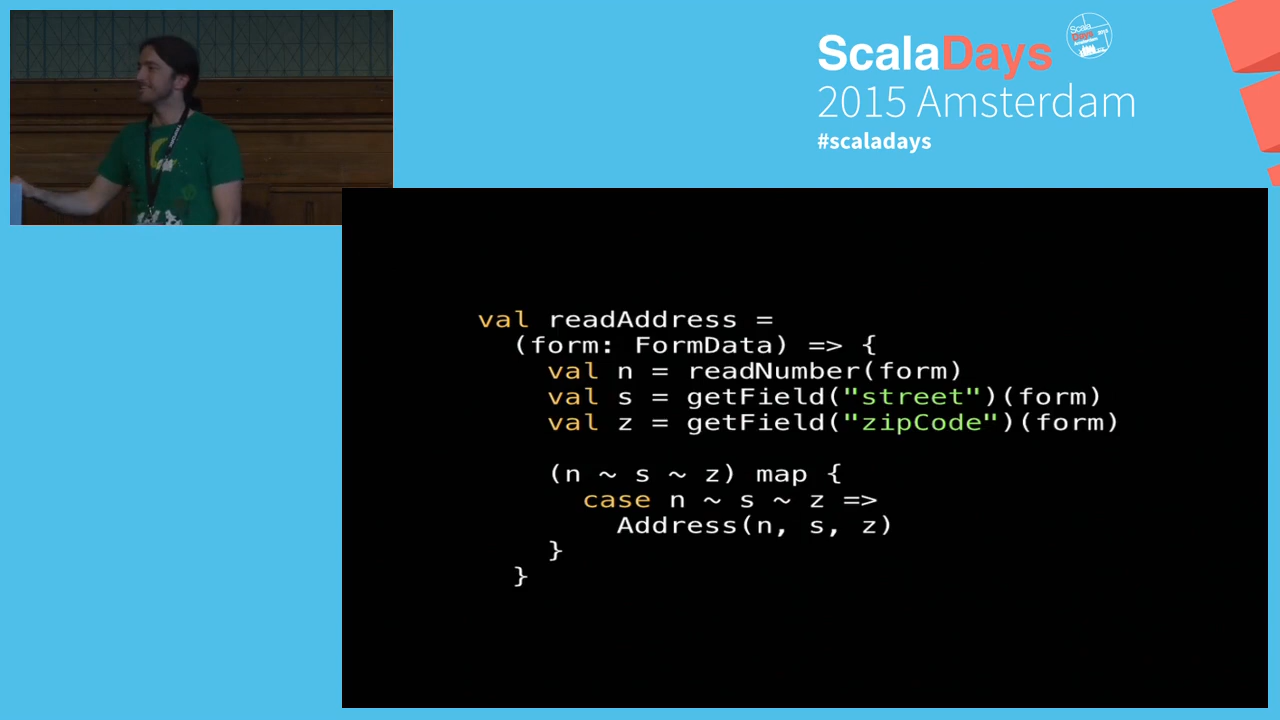 ScalaDays
2015 Amsterdam
#scaladays
val readAddress =
(form: FormData) => {
val n = readNumber(form)
val s = getField("street")(form)
val z = getField("zipCode")(form)
(n ~ s ~ z) map {
case n ~ s ~ z =>
Address(n, s, z)
}
}